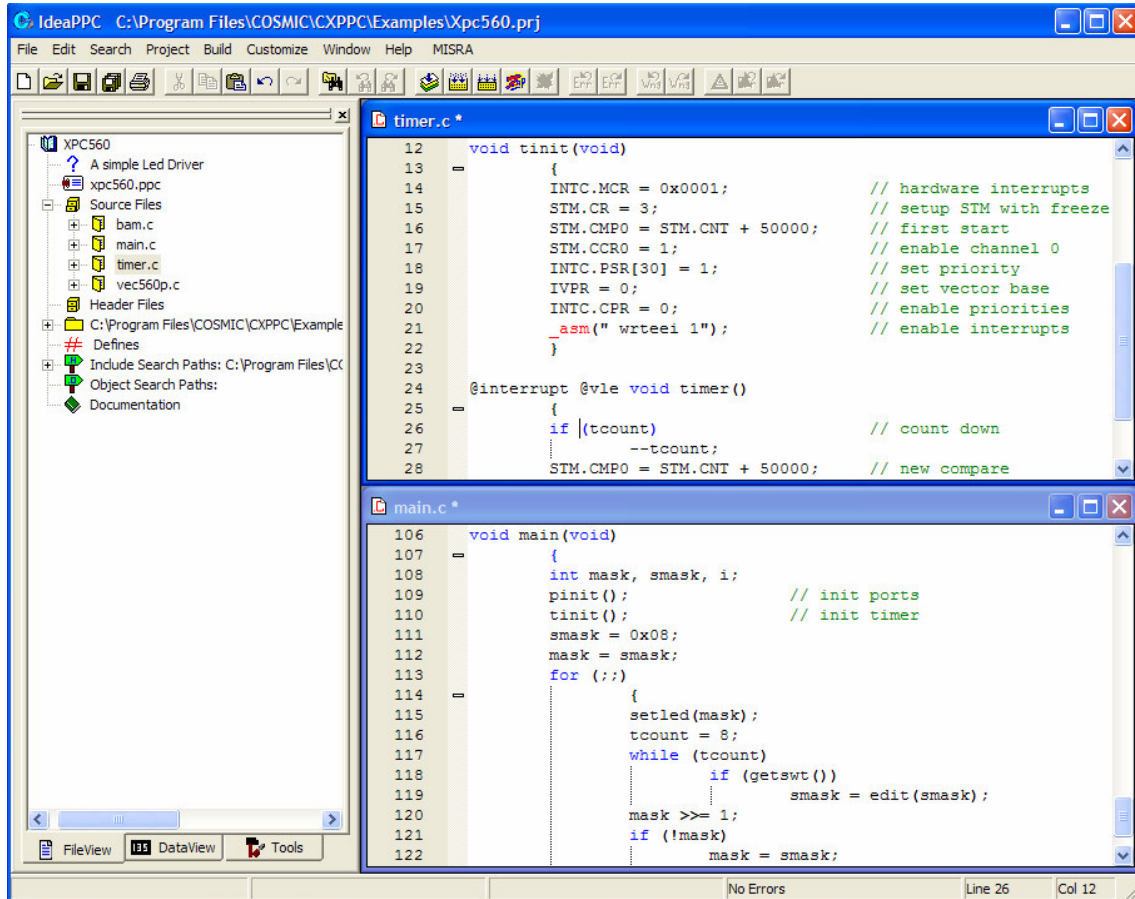 IdeaPPC C:\Program Files\COSMIC\CXPPC\Examples\Xpc560.prj
File Edit Search Project Build Customize Window Help MISRA
XPC560
? A simple Led Driver
xpc560.ppc
Source Files
bam.c
main.c
timer.c
vec560p.c
Header Files
C:\Program Files\COSMIC\CXPPC\Example
# Defines
Include Search Paths: C:\Program Files\CO
Object Search Paths:
Documentation
FileView DataView Tools
timer.c *
12 void tinit(void)
13 {
14 INTC.MCR = 0x0001; // hardware interrupts
15 STM.CR = 3; // setup STM with freeze
16 STM.CMP0 = STM.CNT + 50000; // first start
17 STM.CCR0 = 1; // enable channel 0
18 INTC.PSR[30] = 1; // set priority
19 IVPR = 0; // set vector base
20 INTC.CPR = 0; // enable priorities
21 _asm(" wrteei 1"); // enable interrupts
22 }
23
24 @interrupt @vle void timer()
25 {
26 if (tcount) // count down
27 --tcount;
28 STM.CMP0 = STM.CNT + 50000; // new compare
main.c *
106 void main(void)
107 {
108 int mask, smask, i;
109 pinit(); // init ports
110 tinit(); // init timer
111 smask = 0x08;
112 mask = smask;
113 for (;;)
114 {
115 setled(mask);
116 tcount = 8;
117 while (tcount)
118 if (getswt())
119 smask = edit(smask);
120 mask >>= 1;
121 if (!mask)
122 mask = smask;
No Errors Line 26 Col 12